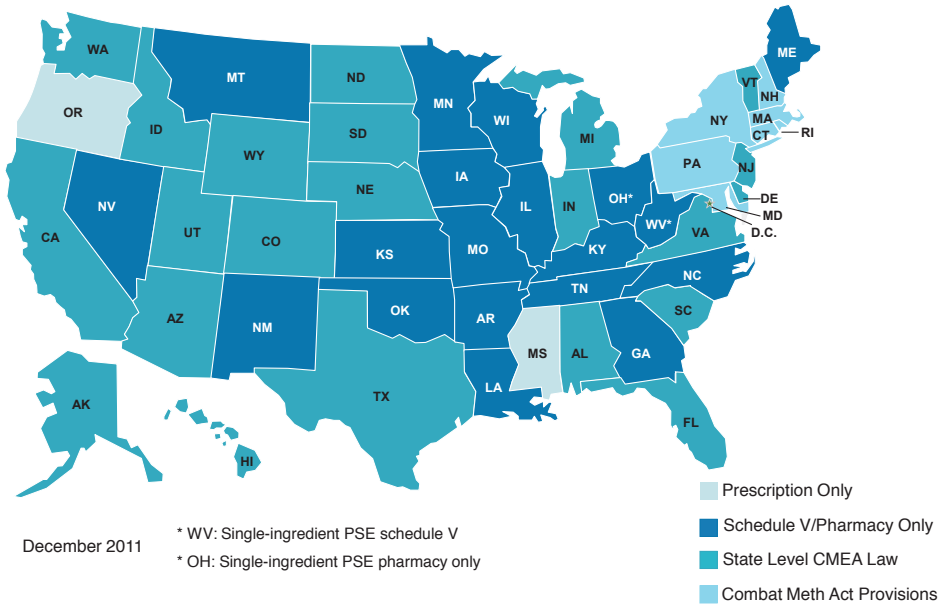 WA
MT
ND
MN
ME
VT
NH
OR
ID
SD
WI
MI
NY
MA
CT
RI
WY
IA
PA
NE
NJ
NV
UT
CO
IL
IN
OH*
WV*
DE
MD
D.C.
VA
CA
KS
MO
KY
NC
TN
AZ
NM
OK
AR
SC
MS
AL
GA
TX
LA
FL
AK
HI
Prescription Only
Schedule V/Pharmacy Only
State Level CMEA Law
Combat Meth Act Provisions
December 2011
* WV: Single-ingredient PSE schedule V
* OH: Single-ingredient PSE pharmacy only